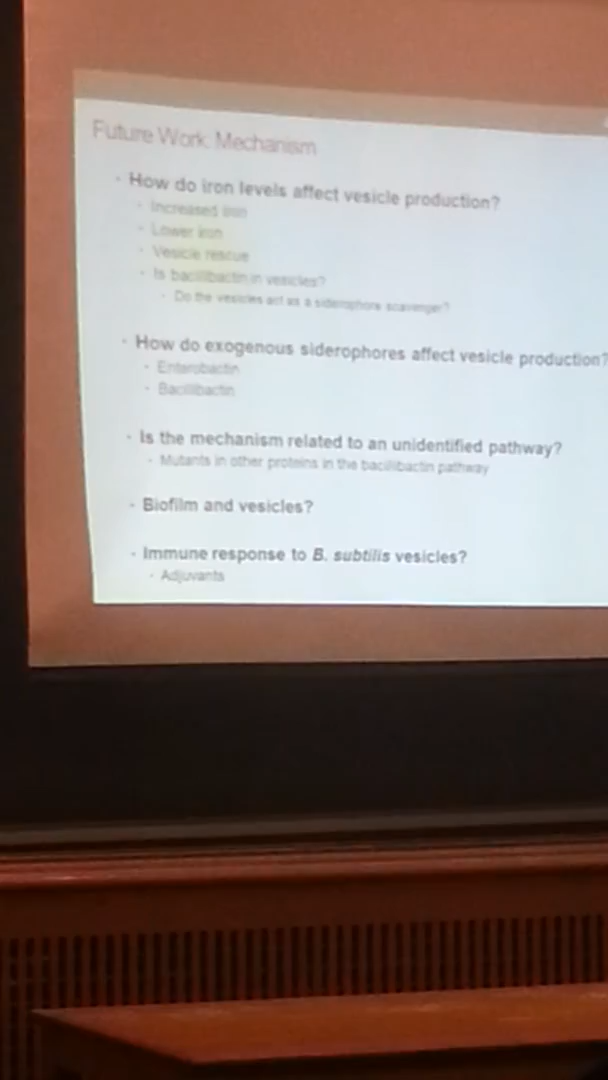 Future Work: Mechanism
· How do iron levels affect vesicle production?
· Increased iron
· Lower iron
· Vesicle rescue
· Is bacillibactin in vesicles?
· Do the vesicles act as a siderophore scavenger?
· How do exogenous siderophores affect vesicle production?
· Enterobactin
· Bacillibactin
· Is the mechanism related to an unidentified pathway?
· Mutants in other proteins in the bacillibactin pathway
· Biofilm and vesicles?
· Immune response to B. subtilis vesicles?
· Adjuvants